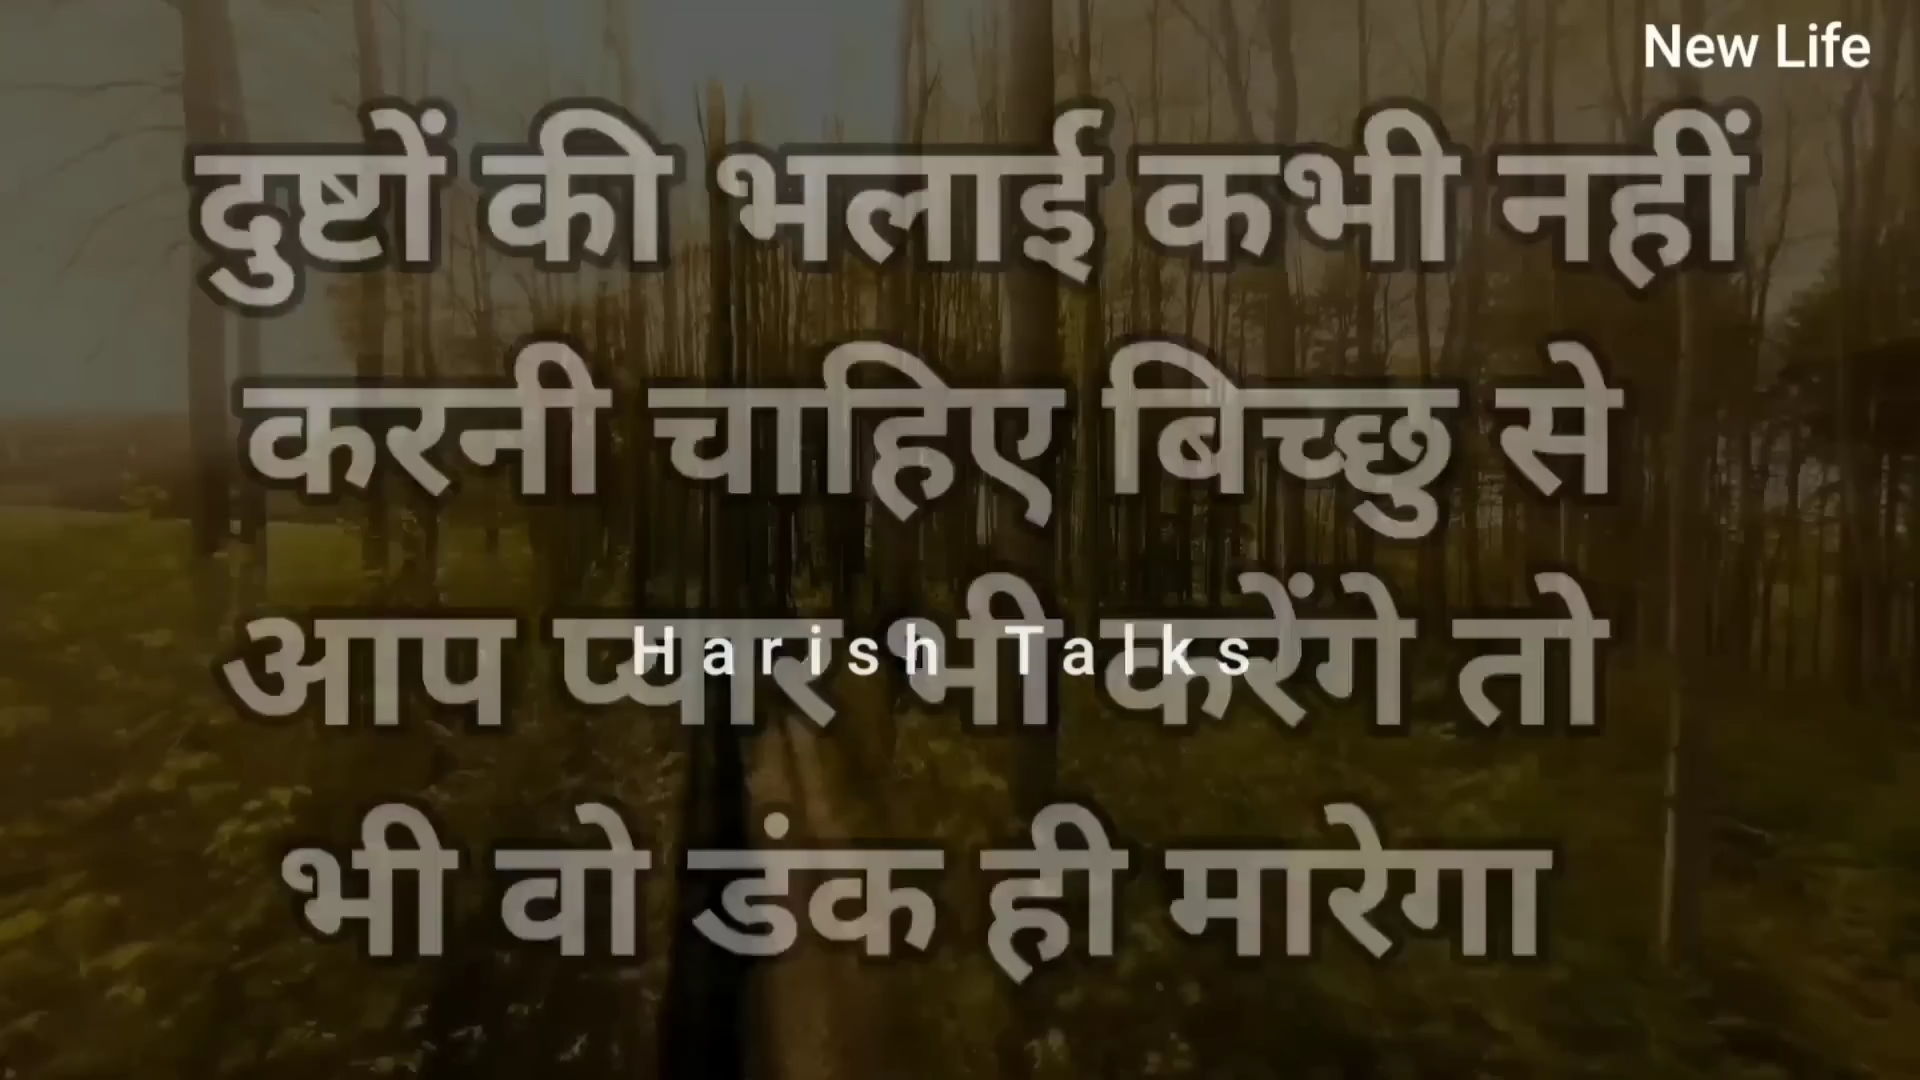 New Life
दुष्टों की भलाई कभी नहीं
करनी चाहिए बिच्छु से
आप प्यार भी करेंगे तो
Harish Talks
भी वो डंक ही मारेगा